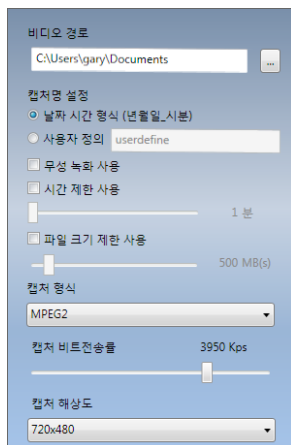 비디오 경로
C:\Users\gary\Documents ...
캡처명 설정
날짜 시간 형식 (년월일_시분)
사용자 정의 userdefine
무성 녹화 사용
시간 제한 사용
1 분
파일 크기 제한 사용
500 MB(s)
캡처 형식
MPEG2
캡처 비트전송률 3950 Kps
캡처 해상도
720x480